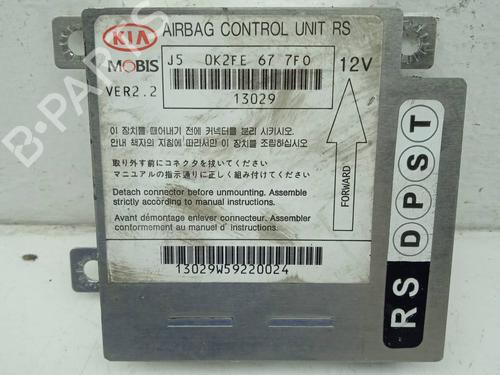 KIA AIRBAG CONTROL UNIT RS
MOBIS J5 0K2FE 67 7F0 12V
VER2.2 13029
이 장치를 떼어내기 전에 커넥터를 분리 시키시오.
안내 책자의 지침에 따라서만 이 장치를 조립하십시오
取り外す前にコネクタを抜いてください
マニュアルの指示通りに正しく組み付けてください
Detach connector before unmounting. Assemble
strictly according to manual instructions.
Avant démontage enlever connecteur. Assembler
conformement au manuel d' instructions.
FORWARD
13029W59220024
RS D P S T
B-PARTS